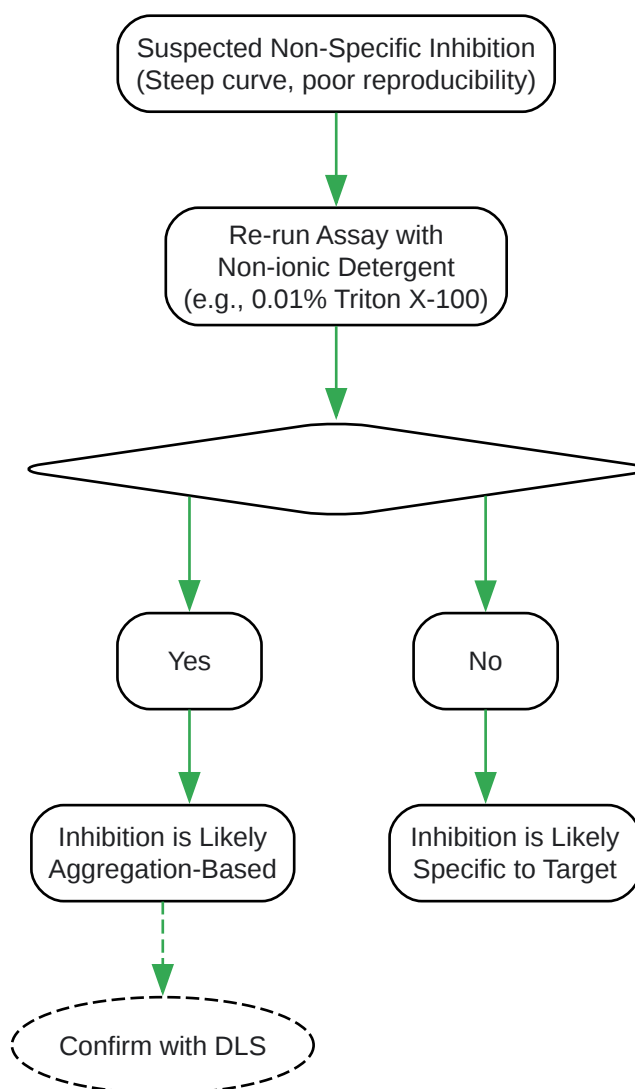 Suspected Non-Specific Inhibition
(Steep curve, poor reproducibility)
Re-run Assay with
Non-ionic Detergent
(e.g., 0.01% Triton X-100)
Yes
No
Inhibition is Likely
Aggregation-Based
Inhibition is Likely
Specific to Target
Confirm with DLS